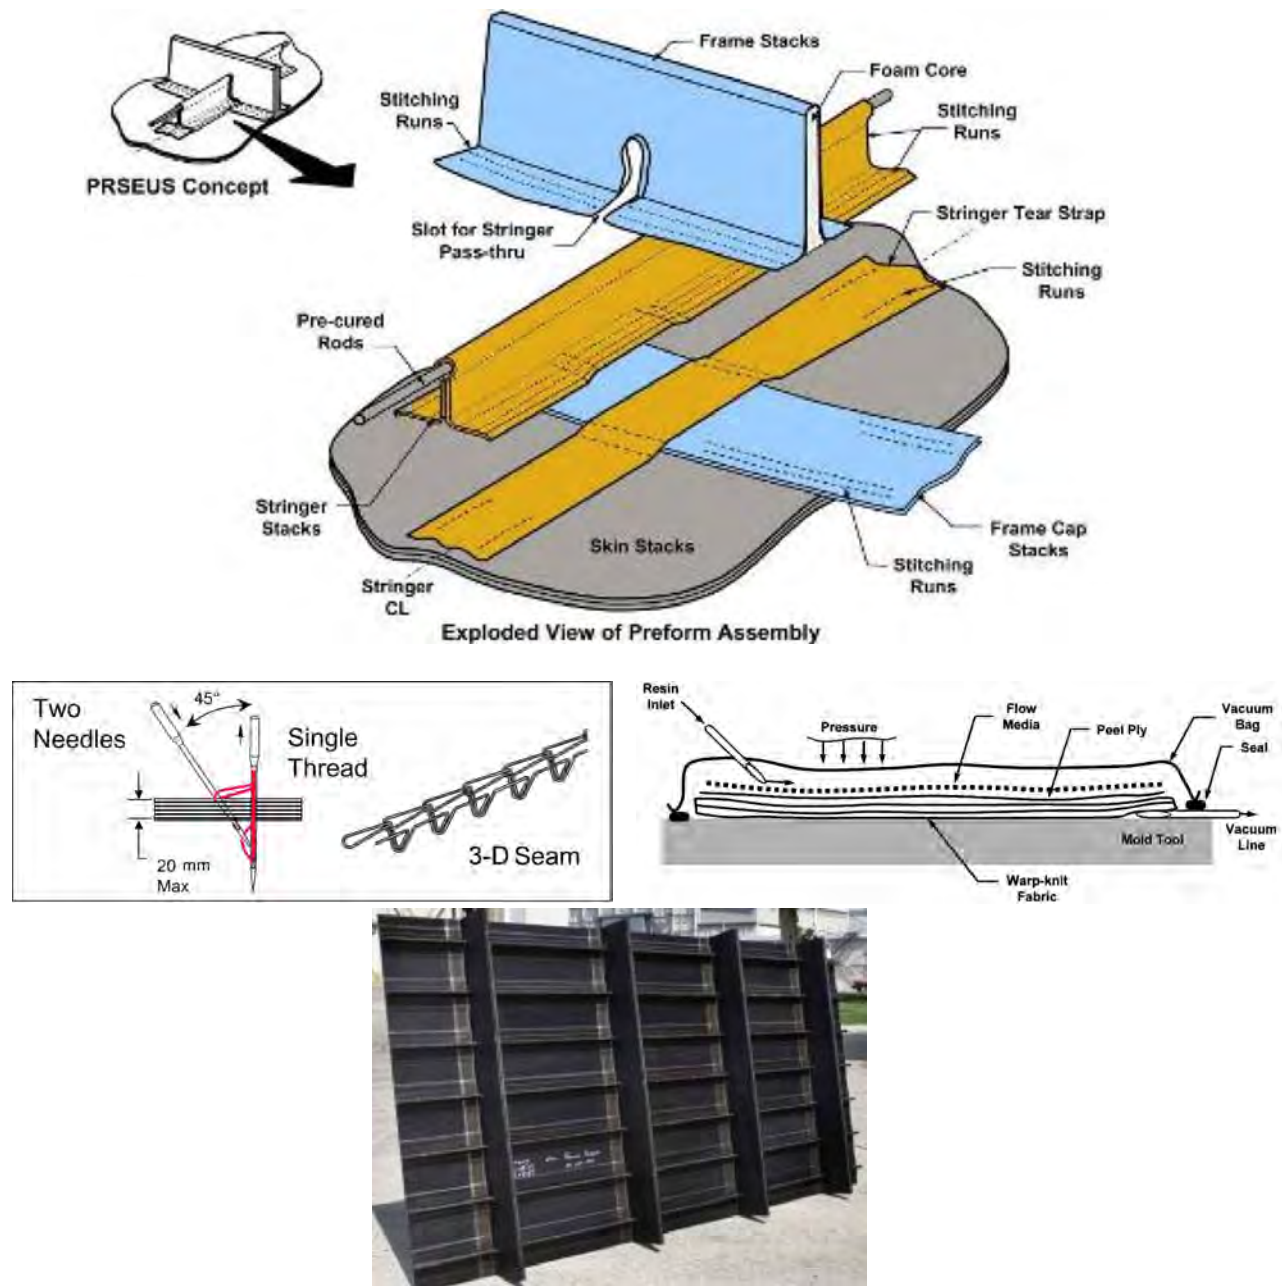 Frame Stacks
Foam Core
Stitching
Runs
Stitching
Runs
PRSEUS Concept
Stringer Tear Strap
Slot for Stringer
Pass-thru
Stitching
Runs
Pre-cured
Rods
Stringer
Stacks
Skin Stacks
Frame Cap
Stacks
Stitching
Runs
Stringer
CL
Exploded View of Preform Assembly
Two
Needles
45°
Single
Thread
3-D Seam
20 mm
Max
Resin
Inlet
Pressure
Flow
Media
Peel Ply
Vacuum
Bag
Seal
Mold Tool
Vacuum
Line
Warp-knit
Fabric